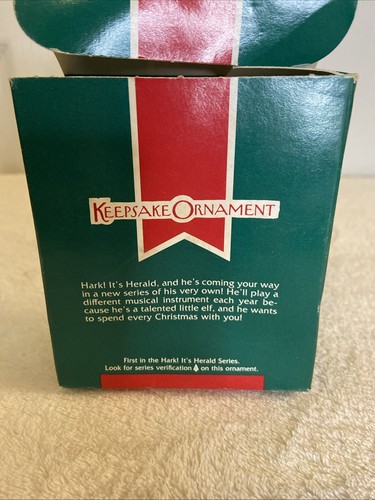 KEEPSAKE ORNAMENT
Hark! It's Herald, and he's coming your way
in a new series of his very own! He'll play a
different musical instrument each year be-
cause he's a talented little elf, and he wants
to spend every Christmas with you!
First in the Hark! It's Herald Series.
Look for series verification on this ornament.